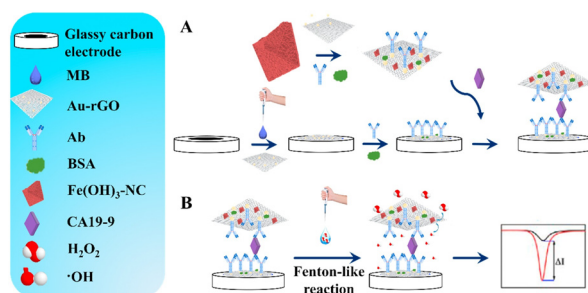 Glassy carbon
electrode
MB
Au-rGO
Ab
BSA
Fe(OH)₃-NC
CA19-9
H₂O₂
·OH
A
B
Fenton-like
reaction
ΔI